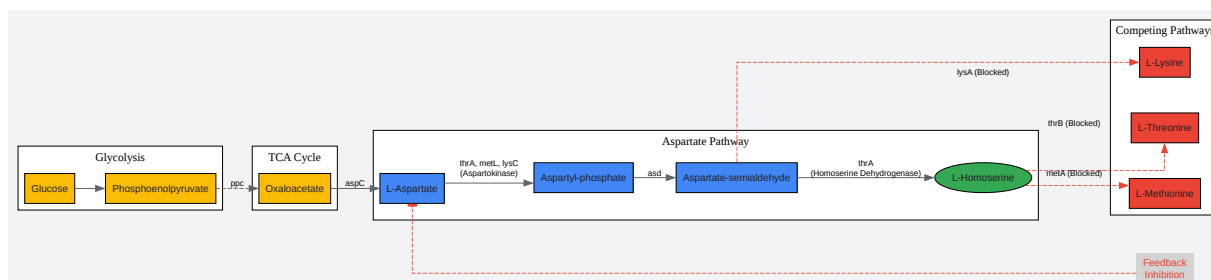 Competing Pathways
L-Lysine
lysA (Blocked)
thrB (Blocked)
L-Threonine
Aspartate Pathway
Glycolysis
TCA Cycle
thrA, metL, lysC
(Aspartokinase)
thrA
(Homoserine Dehydrogenase)
metA (Blocked)
Glucose
Phosphoenolpyruvate
ppc
Oxaloacetate
aspC
L-Aspartate
Aspartyl-phosphate
asd
Aspartate-semialdehyde
L-Homoserine
L-Methionine
Feedback
Inhibition